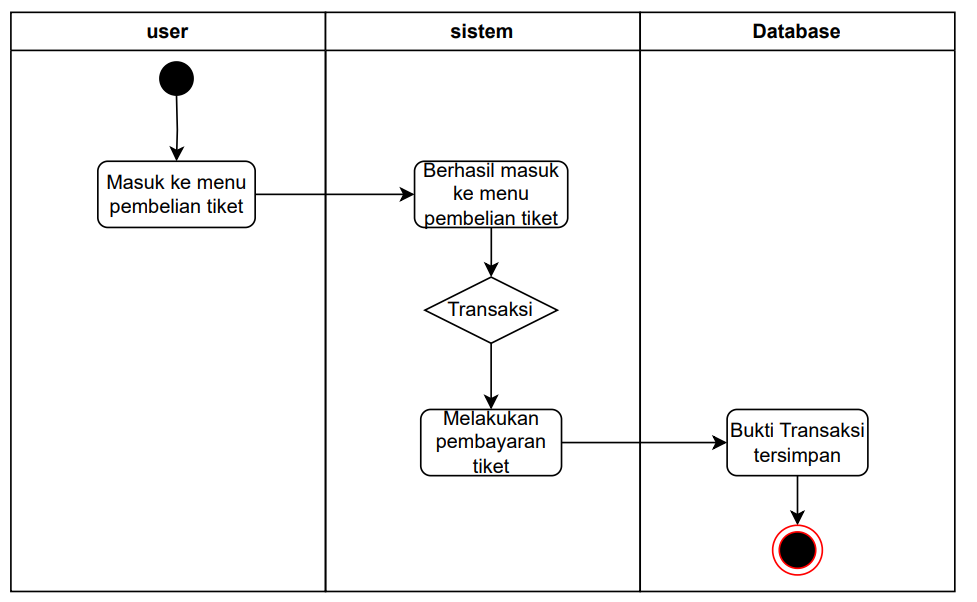 user
sistem
Database
Masuk ke menu
pembelian tiket
Berhasil masuk
ke menu
pembelian tiket
Transaksi
Melakukan
pembayaran
tiket
Bukti Transaksi
tersimpan